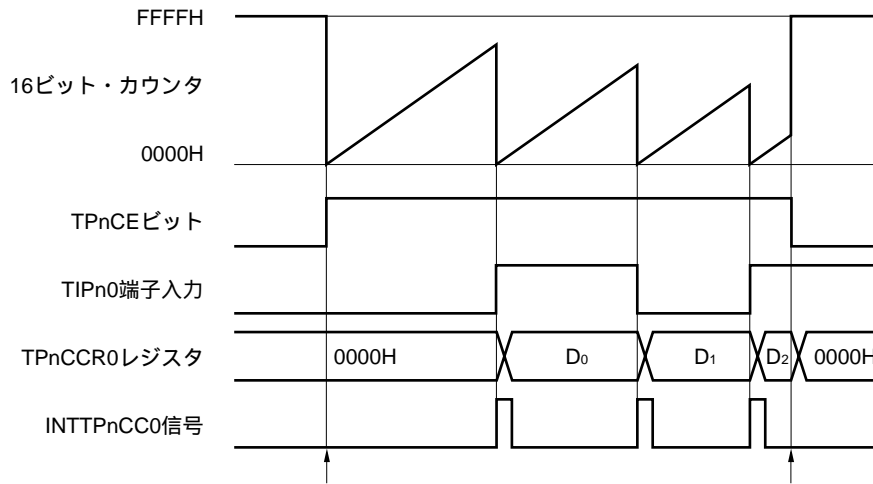 FFFFH
16ビット・カウンタ
0000H
TPnCEビット
TIPn0端子入力
TPnCCR0レジスタ 0000H D0 D1 D2 0000H
INTTPnCC0信号